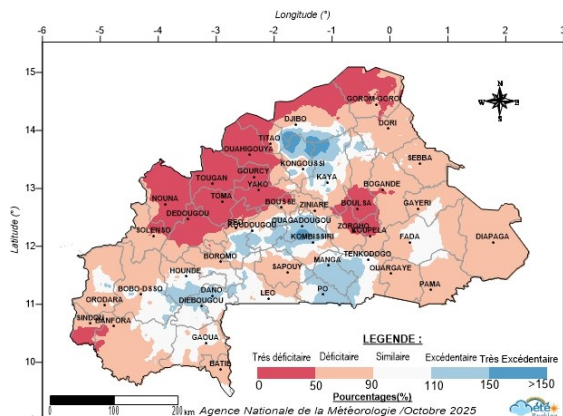 Longitude (°)
-6 -5 -4 -3 -2 -1 0 1 2 3
Latitude (°)
15
14
13
12
11
10
GOROM-GOROM
DJIBO
DORI
TITAO
OUAHIGOUYA
KONGOUSSI
SEBBA
TOUGAN
GOURCY
YAKO
KAYA
BOGANDE
NOUNA
TOMA
BOUSSE
ZINIARE
BOULSA
GAYERI
DEDOUGOU
REO
KOUDOUGOU
OUAGADOUGOU
ZORGHO
KOUPELA
SOLENSO
KOMBISSIRI
FADA
DIAPAGA
BOROMO
MANGA
TENKODOGO
OUARGAYE
HOUNDE
SAPOUY
PAMA
BOBO-DSSO
DANO
LEO
PO
ORODARA
DIEBOUGOU
SINDOU
BANFORA
GAOUA
BATIE
LEGENDE :
Très déficitaire Déficitaire Similaire Excédentaire Très Excédentaire
0 50 90 110 150 >150
Pourcentages(%)
0 100 200
km
Agence Nationale de la Météorologie /Octobre 2025